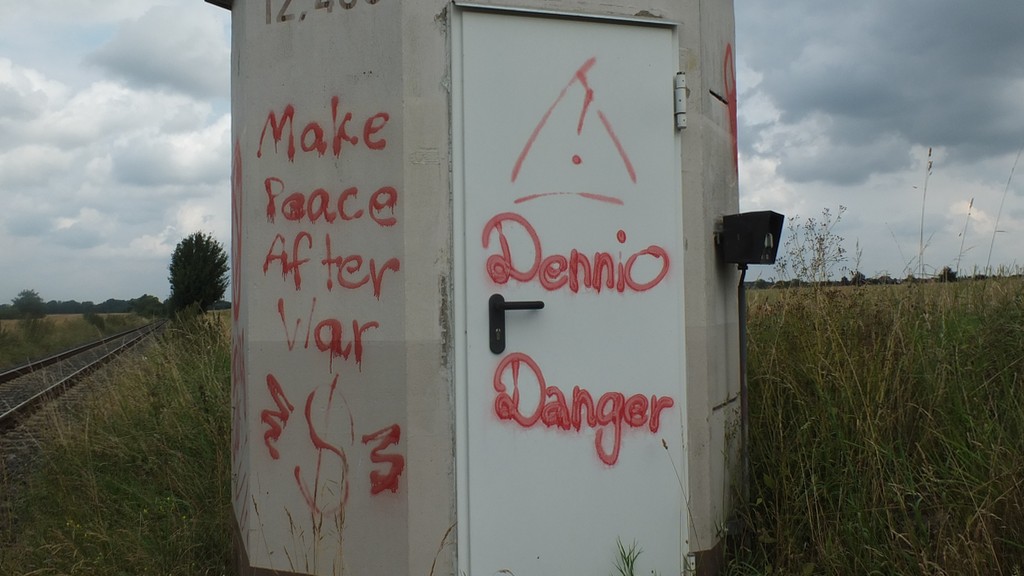 Make
Peace
After
War
Dennio
Danger